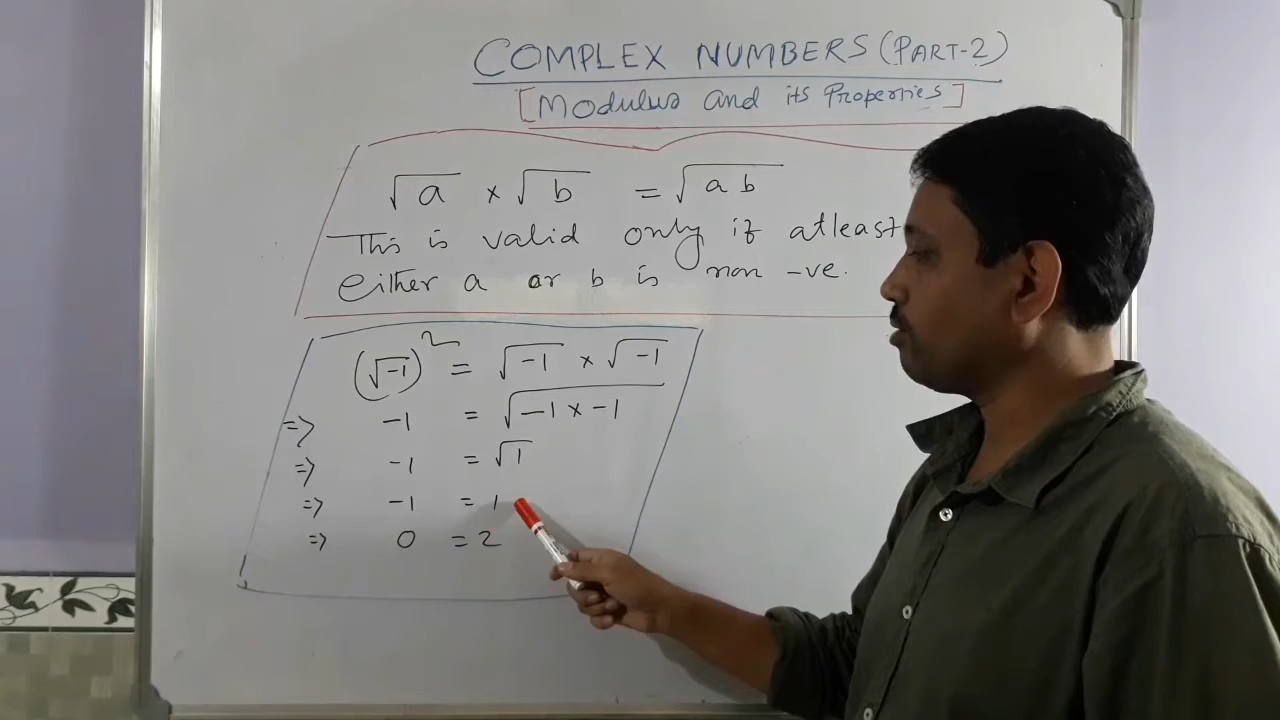 COMPLEX NUMBERS (PART-2)
[Modulus and its Properties]
√a × √b = √ab
This is valid only if atleast
either a or b is non -ve.
(√-1)² = √-1 × √-1
=> -1 = √-1 × -1
=> -1 = √1
=> -1 = 1
=> 0 = 2